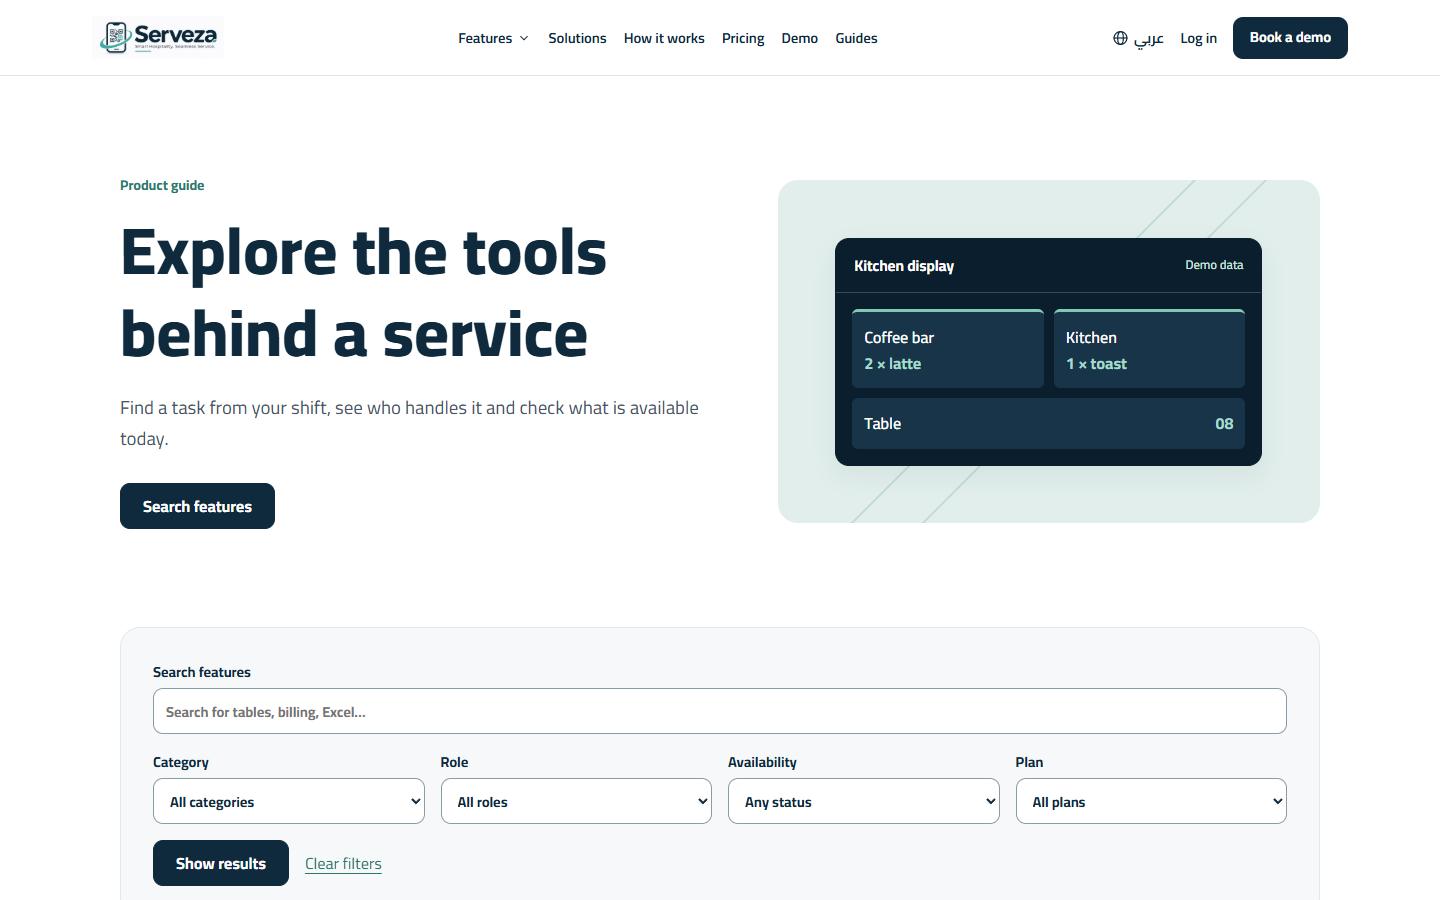 Serveza
Smart Hospitality. Seamless Service.
Features
Solutions
How it works
Pricing
Demo
Guides
عربي
Log in
Book a demo
Product guide
Explore the tools
behind a service
Find a task from your shift, see who handles it and check what is available
today.
Search features
Kitchen display
Demo data
Coffee bar
2 × latte
Kitchen
1 × toast
Table
08
Search features
Search for tables, billing, Excel...
Category
Role
Availability
Plan
All categories
All roles
Any status
All plans
Show results
Clear filters